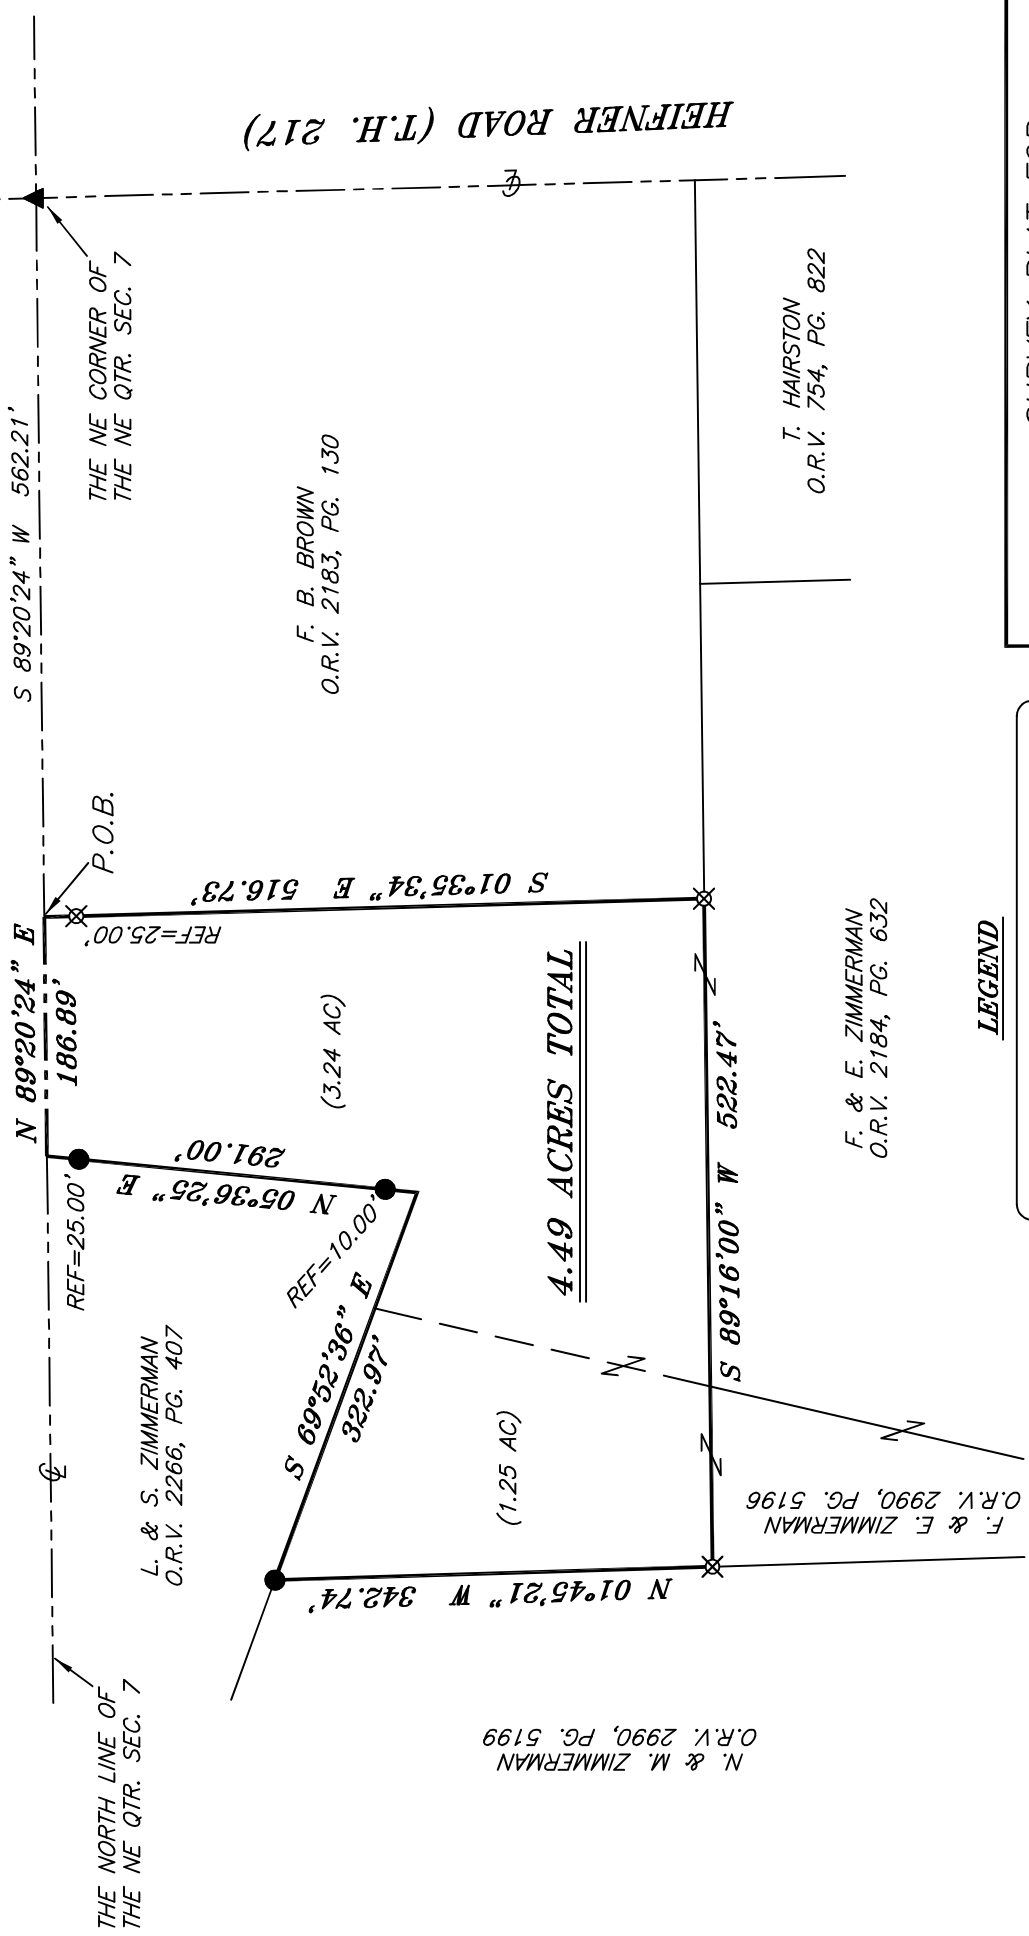 HEIFNER ROAD (T.H. 217)
S 89°20'24" W 562.21'
THE NE CORNER OF
THE NE QTR. SEC. 7
F. B. BROWN
O.R.V. 2183, PG. 130
T. HAIRSTON
O.R.V. 754, PG. 822
P.O.B.
S 01°35'34" E 516.73'
REF=25.00'
N 89°20'24" E
186.89'
(3.24 AC)
4.49 ACRES TOTAL
F. & E. ZIMMERMAN
O.R.V. 2184, PG. 632
LEGEND
291.00'
N 05°36'25" E
REF=25.00'
REF=10.00'
S 69°52'36" E
322.97'
S 89°16'00" W 522.47'
L. & S. ZIMMERMAN
O.R.V. 2266, PG. 407
(1.25 AC)
F. & E. ZIMMERMAN
O.R.V. 2990, PG. 5196
N 01°45'21" W 342.74'
THE NORTH LINE OF
THE NE QTR. SEC. 7
N. & M. ZIMMERMAN
O.R.V. 2990, PG. 5199